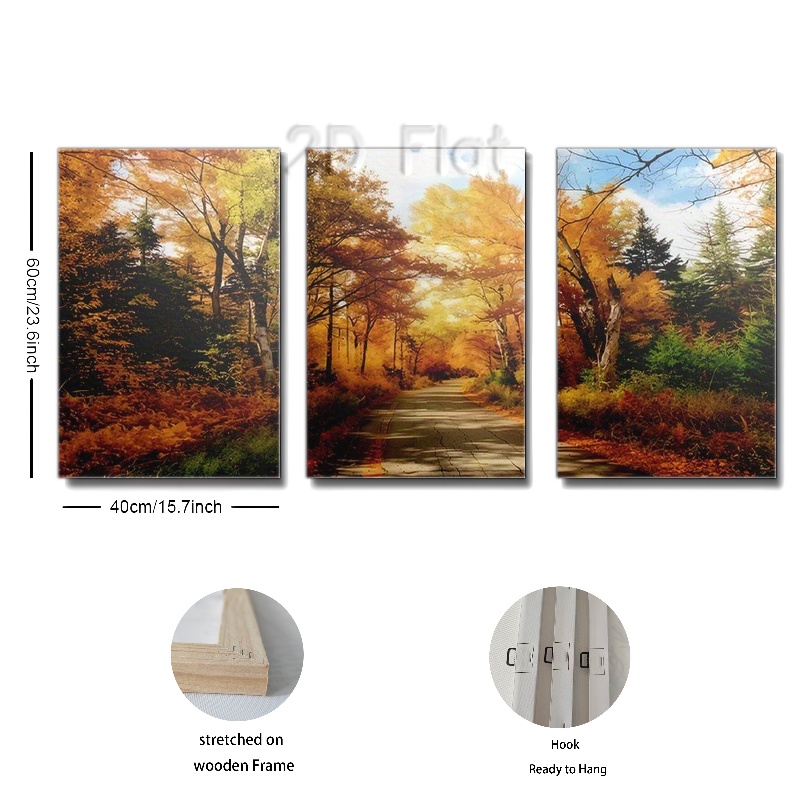 2D Flat
60cm/23.6inch
40cm/15.7inch
stretched on
wooden Frame
Hook
Ready to Hang